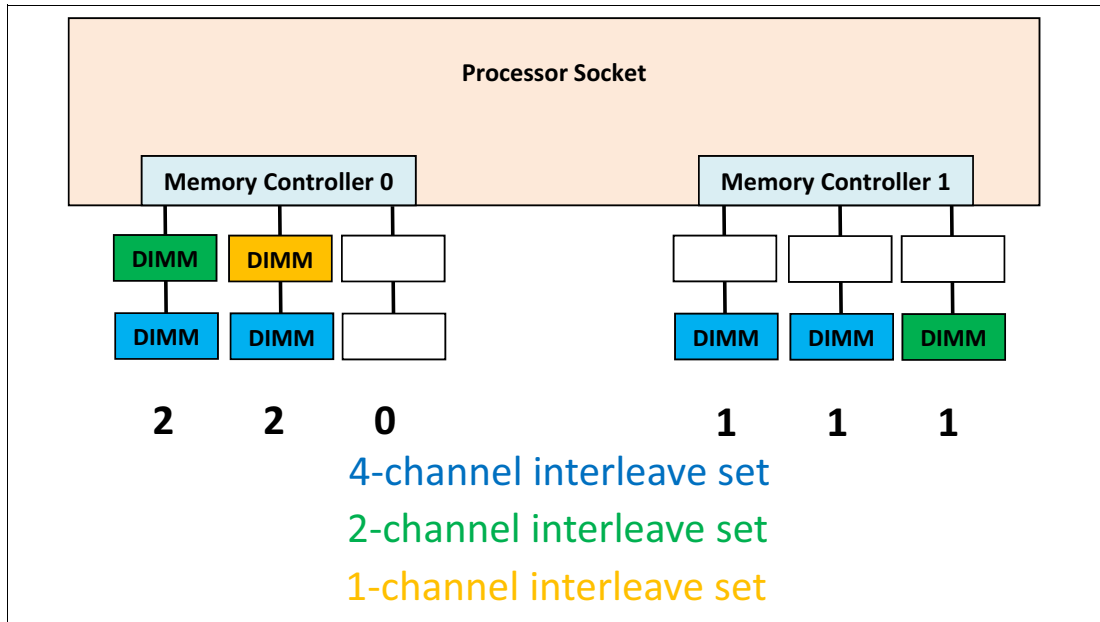 Processor Socket
Memory Controller 0
Memory Controller 1
DIMM DIMM
DIMM DIMM DIMM DIMM DIMM
2 2 0 1 1 1
4-channel interleave set
2-channel interleave set
1-channel interleave set